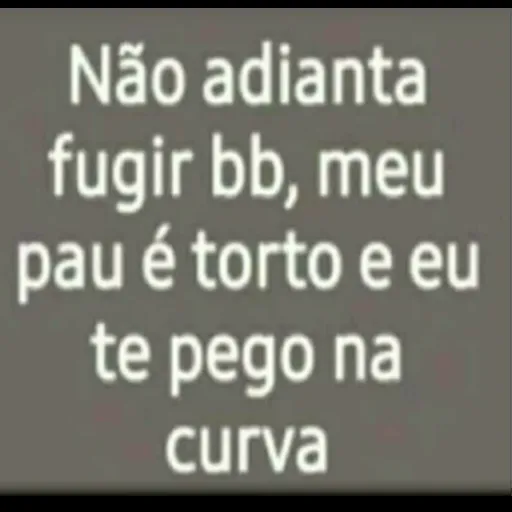 Não adianta
fugir bb, meu
pau é torto e eu
te pego na
curva